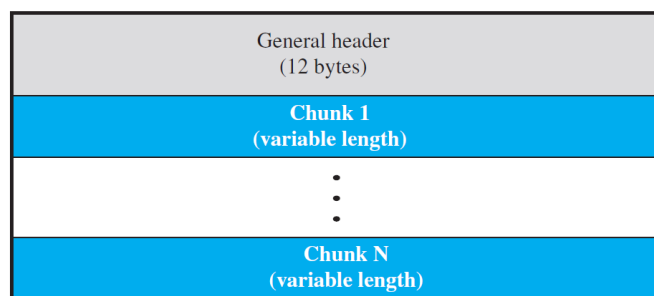 General header
(12 bytes)
Chunk 1
(variable length)
Chunk N
(variable length)